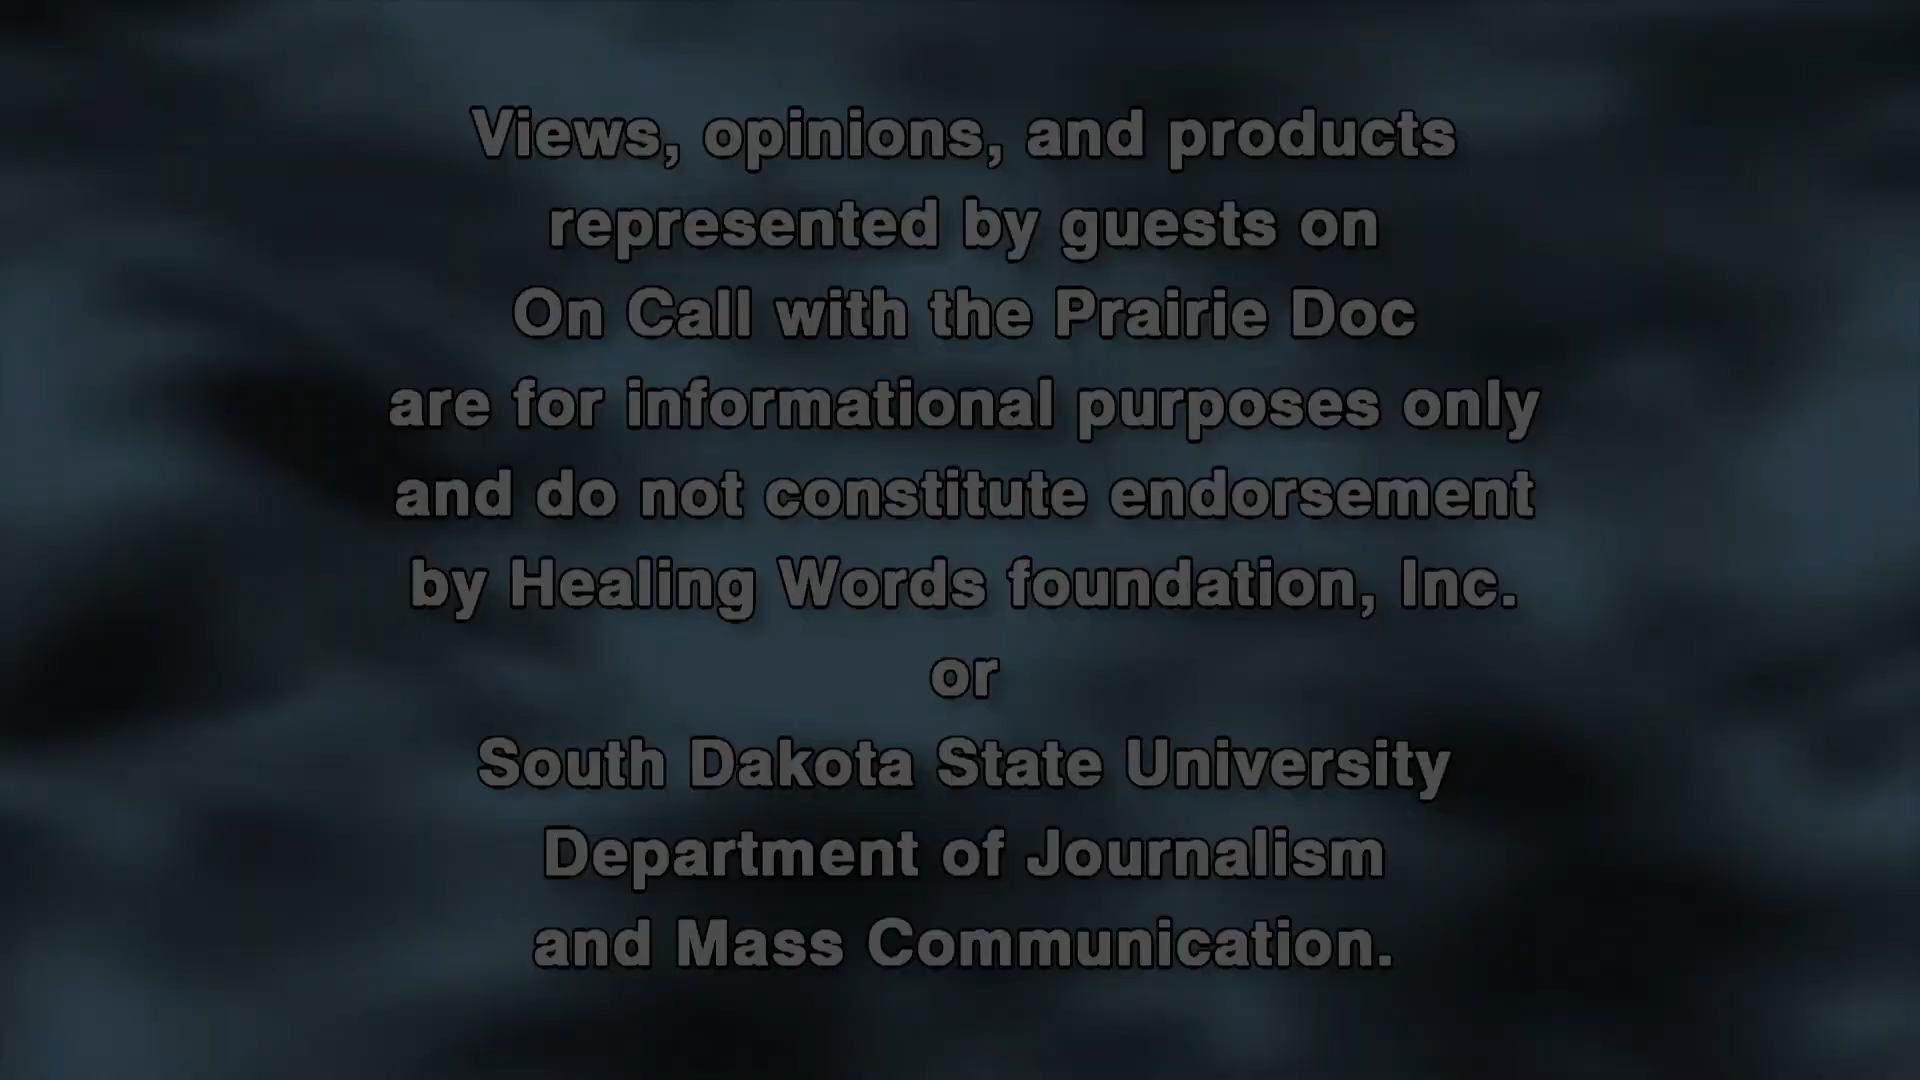 Views, opinions, and products
represented by guests on
On Call with the Prairie Doc
are for informational purposes only
and do not constitute endorsement
by Healing Words foundation, Inc.
or
South Dakota State University
Department of Journalism
and Mass Communication.